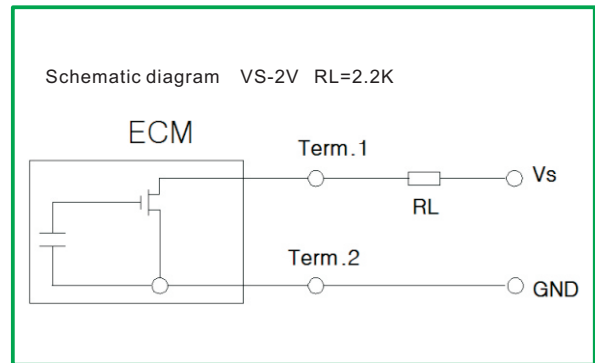 Schematic diagram VS-2V RL=2.2K
ECM
Term.1
Vs
RL
Term.2
GND